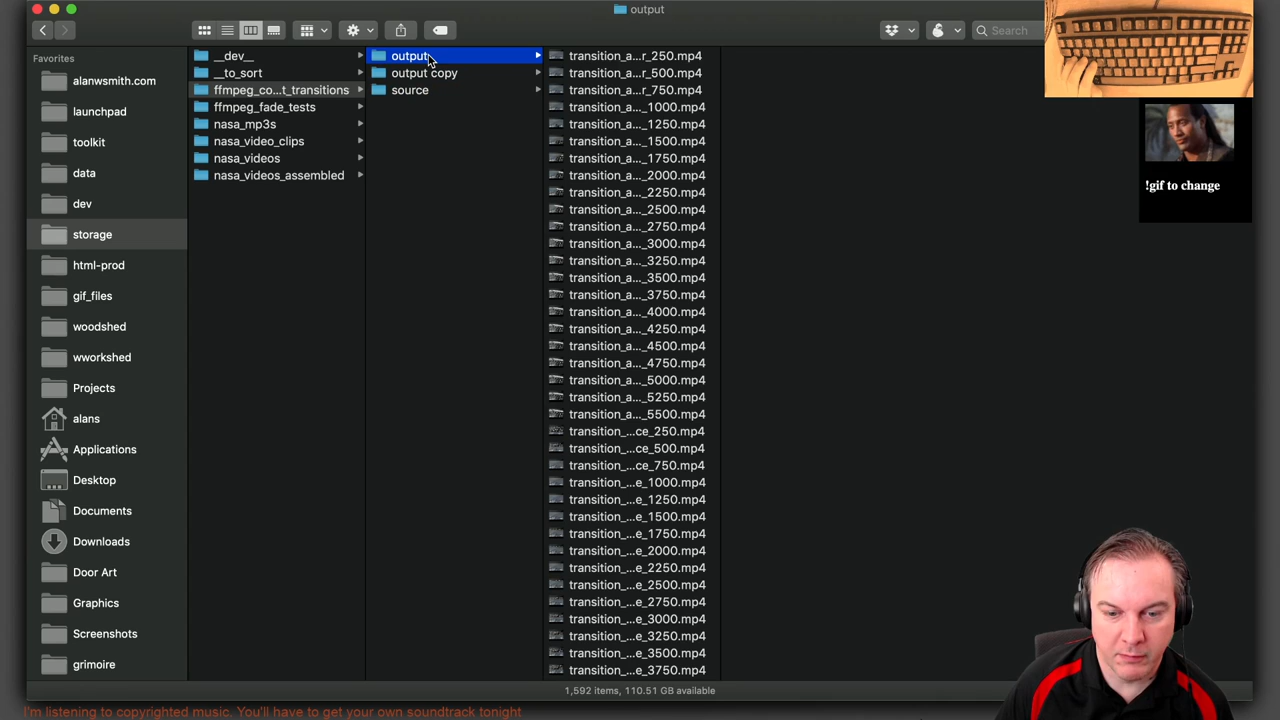 output
Search
Favorites
alanwsmith.com
launchpad
toolkit
data
dev
storage
html-prod
gif_files
woodshed
wworkshed
Projects
alans
Applications
Desktop
Documents
Downloads
Door Art
Graphics
Screenshots
grimoire
__dev__
__to_sort
ffmpeg_co...t_transitions
ffmpeg_fade_tests
nasa_mp3s
nasa_video_clips
nasa_videos
nasa_videos_assembled
output
output copy
source
transition_a...r_250.mp4
transition_a...r_500.mp4
transition_a...r_750.mp4
transition_a..._1000.mp4
transition_a..._1250.mp4
transition_a..._1500.mp4
transition_a..._1750.mp4
transition_a..._2000.mp4
transition_a..._2250.mp4
transition_a..._2500.mp4
transition_a..._2750.mp4
transition_a..._3000.mp4
transition_a..._3250.mp4
transition_a..._3500.mp4
transition_a..._3750.mp4
transition_a..._4000.mp4
transition_a..._4250.mp4
transition_a..._4500.mp4
transition_a..._4750.mp4
transition_a..._5000.mp4
transition_a..._5250.mp4
transition_a..._5500.mp4
transition_...ce_250.mp4
transition_...ce_500.mp4
transition_...ce_750.mp4
transition_...e_1000.mp4
transition_...e_1250.mp4
transition_...e_1500.mp4
transition_...e_1750.mp4
transition_...e_2000.mp4
transition_...e_2250.mp4
transition_...e_2500.mp4
transition_...e_2750.mp4
transition_...e_3000.mp4
transition_...e_3250.mp4
transition_...e_3500.mp4
transition_...e_3750.mp4
1,592 items, 110.51 GB available
!gif to change
I'm listening to copyrighted music. You'll have to get your own soundtrack tonight